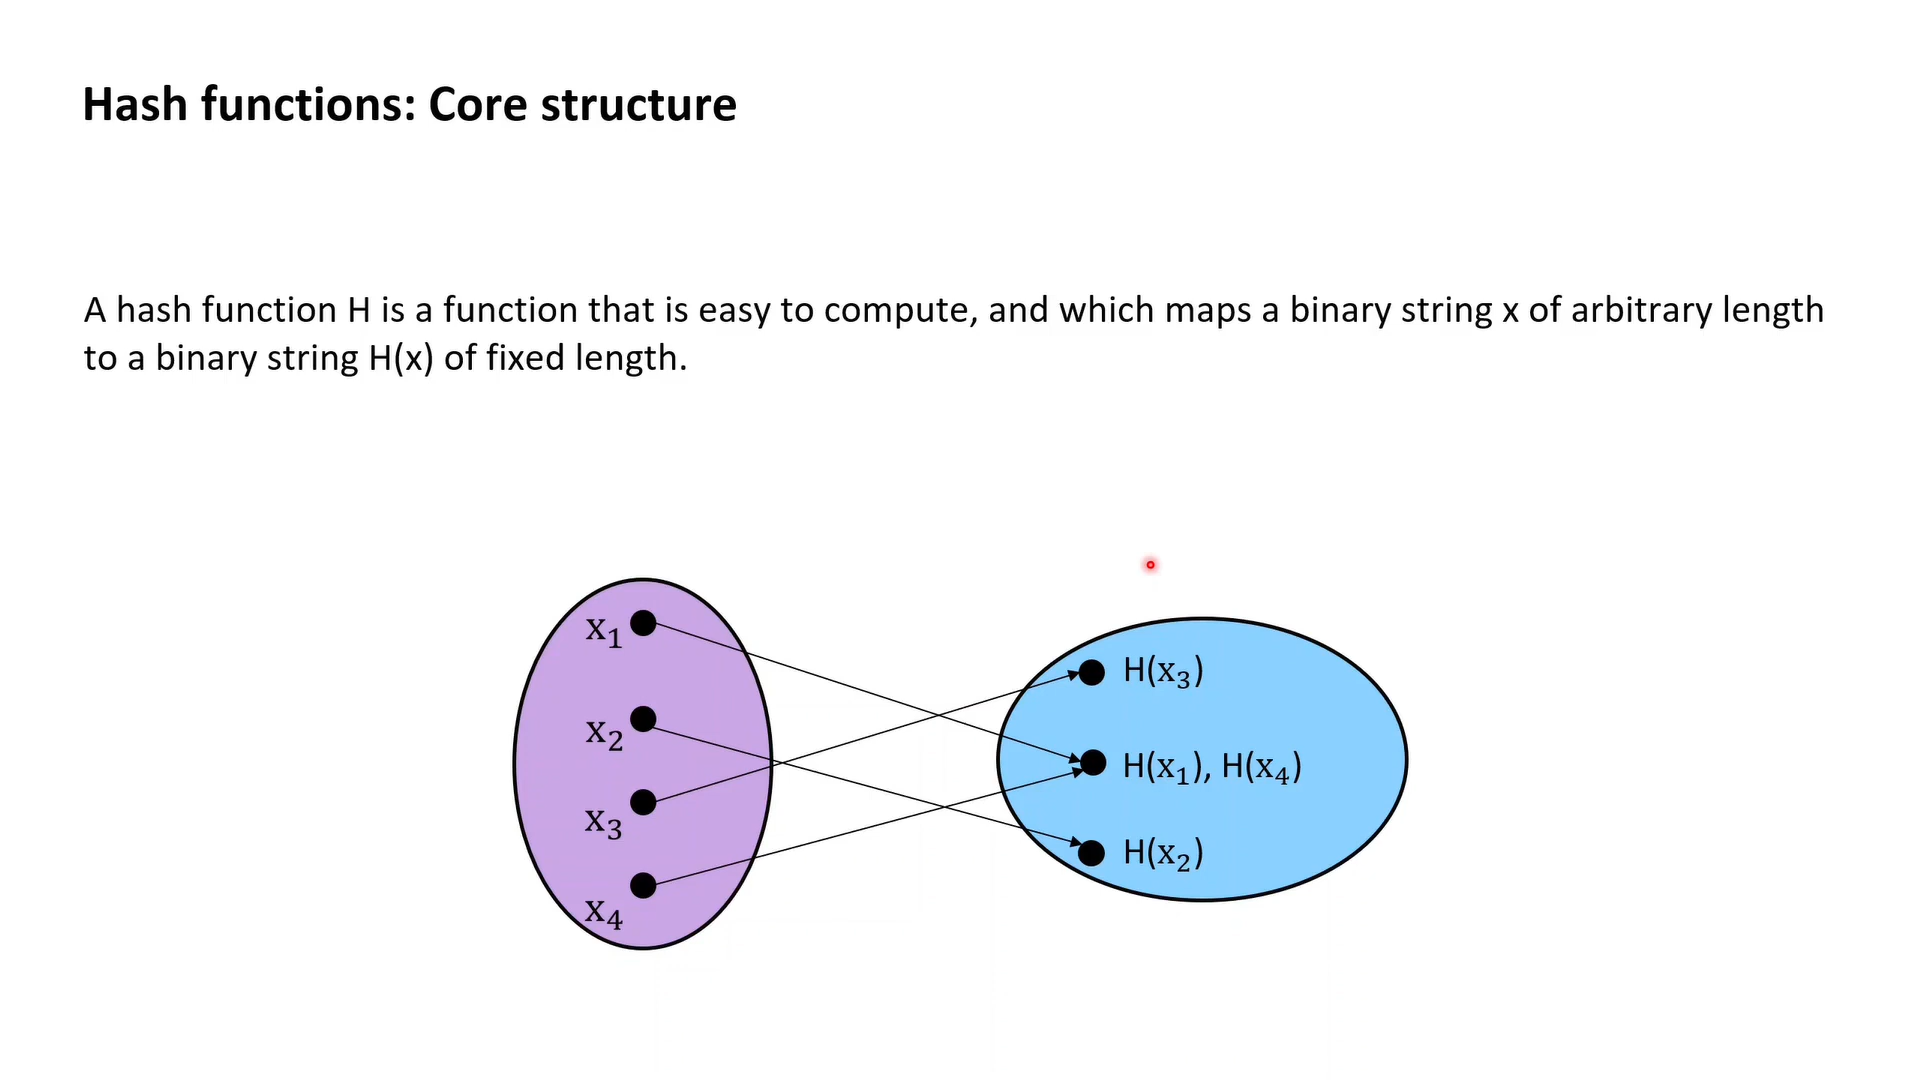 Hash functions: Core structure
A hash function H is a function that is easy to compute, and which maps a binary string x of arbitrary length
to a binary string H(x) of fixed length.
x₁
x₂
x₃
x₄
H(x₃)
H(x₁), H(x₄)
H(x₂)